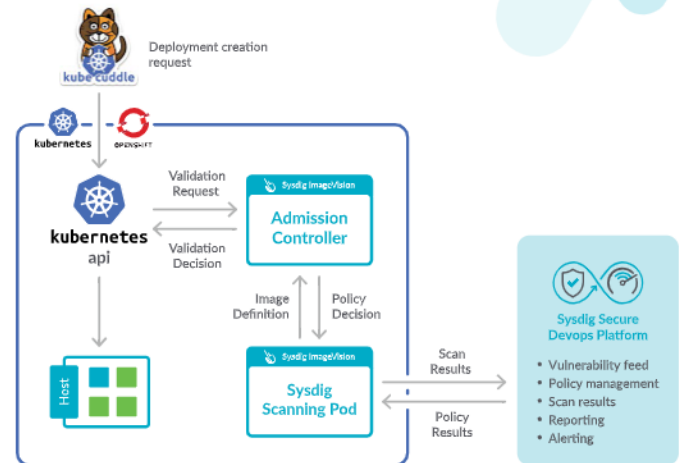 kube cuddle
Deployment creation
request
kubernetes
OPENSHIFT
Validation
Request
Sysdig ImageVision
Admission
Controller
kubernetes
api
Validation
Decision
Image
Definition
Policy
Decision
Sysdig Secure
Devops Platform
Host
Sysdig ImageVision
Sysdig
Scanning Pod
Scan
Results
Policy
Results
• Vulnerability feed
• Policy management
• Scan results
• Reporting
• Alerting